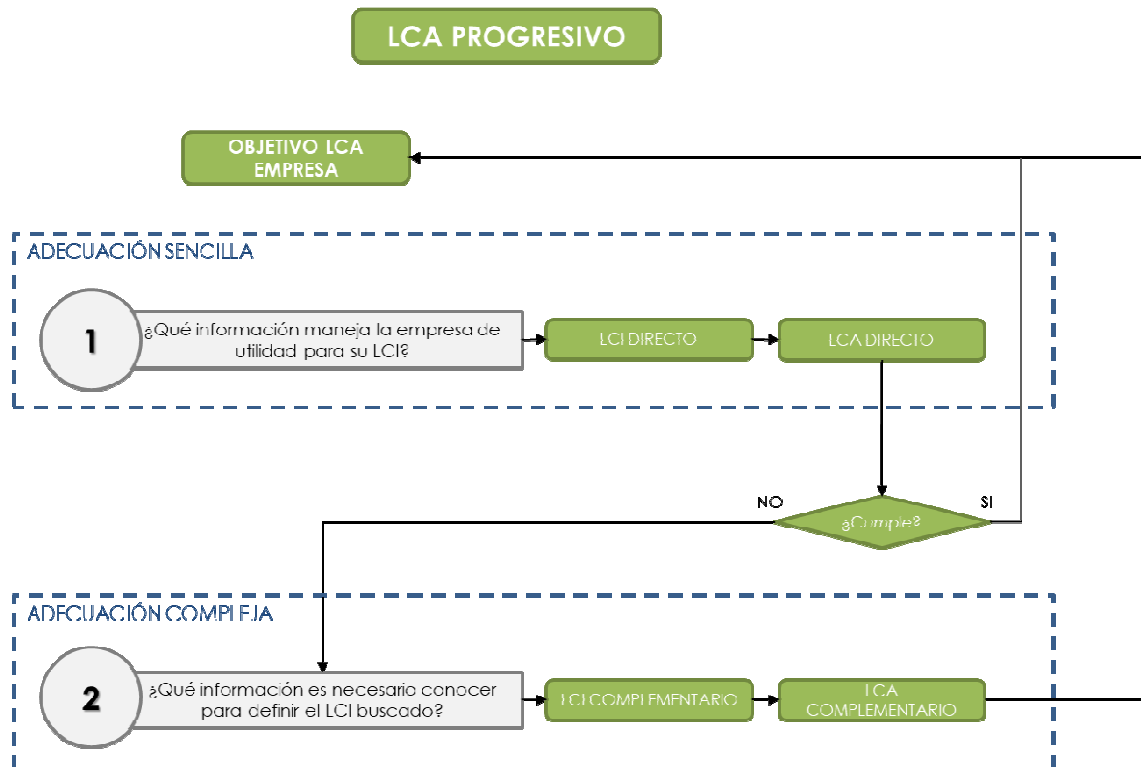 LCA PROGRESIVO
OBJETIVO LCA
EMPRESA
ADECUACIÓN SENCILLA
1
¿Qué información maneja la empresa de
utilidad para su LCI?
LCI DIRECTO
LCA DIRECTO
NO
SI
¿Cumple?
ADECUACIÓN COMPLEJA
2
¿Qué información es necesario conocer
para definir el LCI buscado?
LCI COMPLEMENTARIO
LCA
COMPLEMENTARIO